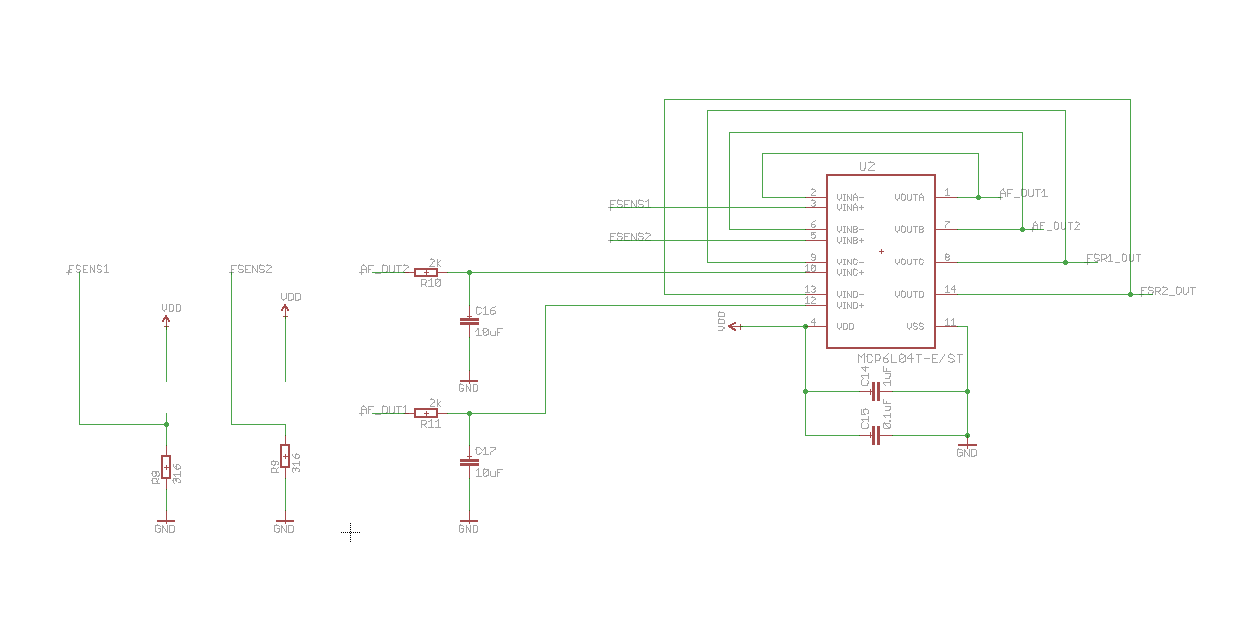 U2
2 VINA- VOUTA 1 AF_OUT1
FSENS1 3 VINA+
6 VINB- VOUTB 7 AF_OUT2
FSENS2 5 VINB+
9 VINC- VOUTC 8 FSR1_OUT
10 VINC+
13 VIND- VOUTD 14 FSR2_OUT
12 VIND+
VDD 4 VDD VSS 11
MCP6L04T-E/ST
C14 1uF
C15 0.1uF
GND
FSENS1
VDD
R8 316
GND
FSENS2
VDD
R9 316
GND
AF_OUT2 2k
R10
C16
10uF
GND
AF_OUT1 2k
R11
C17
10uF
GND